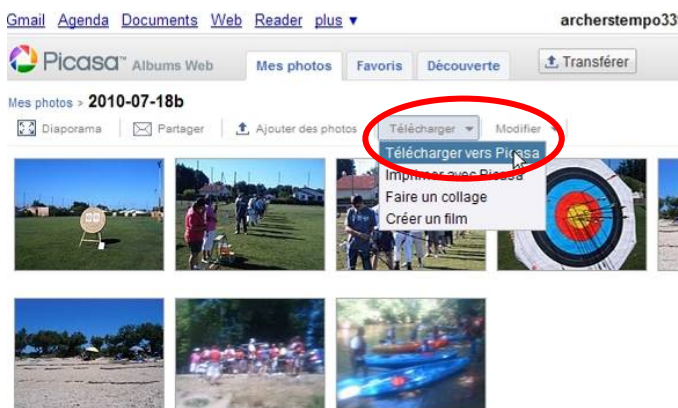 Gmail Agenda Documents Web Reader plus ▼ archerstempo33
Picasa™ Albums Web Mes photos Favoris Découverte Transférer
Mes photos > 2010-07-18b
Diaporama Partager Ajouter des photos Télécharger Modifier
Télécharger vers Picasa
Imprimer avec Picasa
Faire un collage
Créer un film